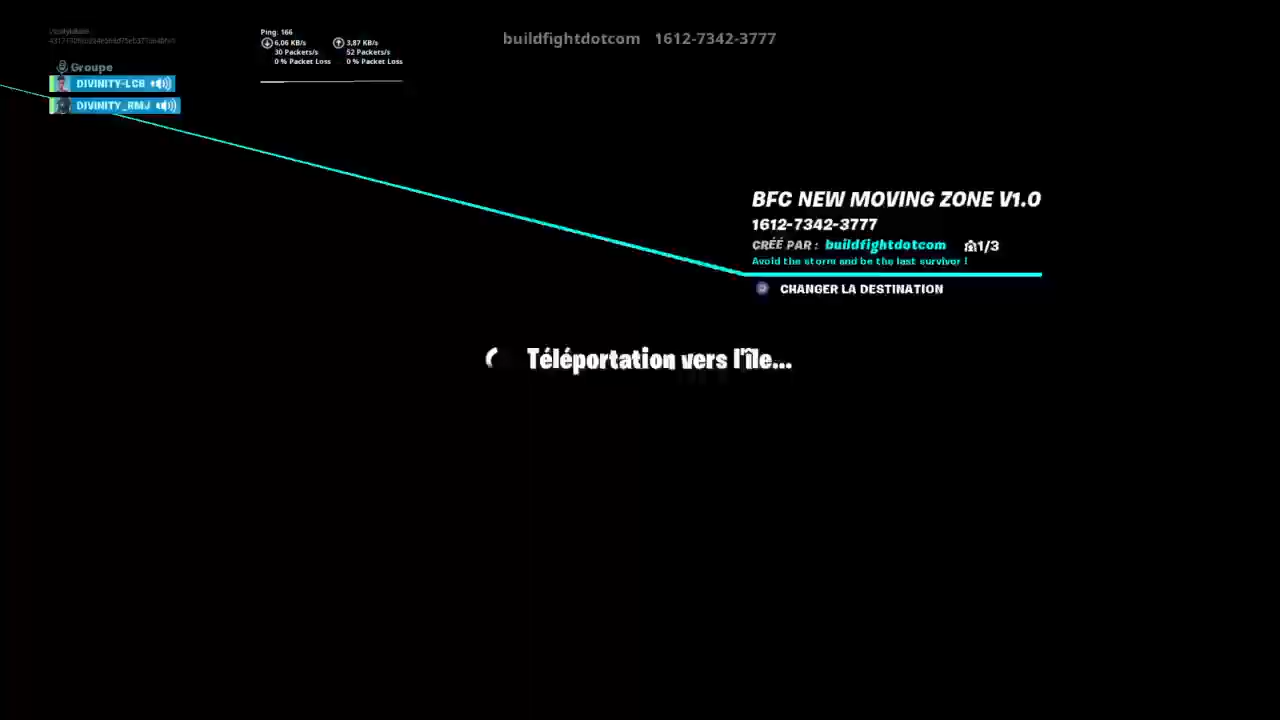 Groupe
DIVINITY-LCB
DIVINITY_RMJ
Ping: 166
6,06 KB/s 3,87 KB/s
30 Packets/s 52 Packets/s
0 % Packet Loss 0 % Packet Loss
buildfightdotcom 1612-7342-3777
BFC NEW MOVING ZONE V1.0
1612-7342-3777
CRÉÉ PAR : buildfightdotcom 1/3
Avoid the storm and be the last survivor !
CHANGER LA DESTINATION
Téléportation vers l'île...